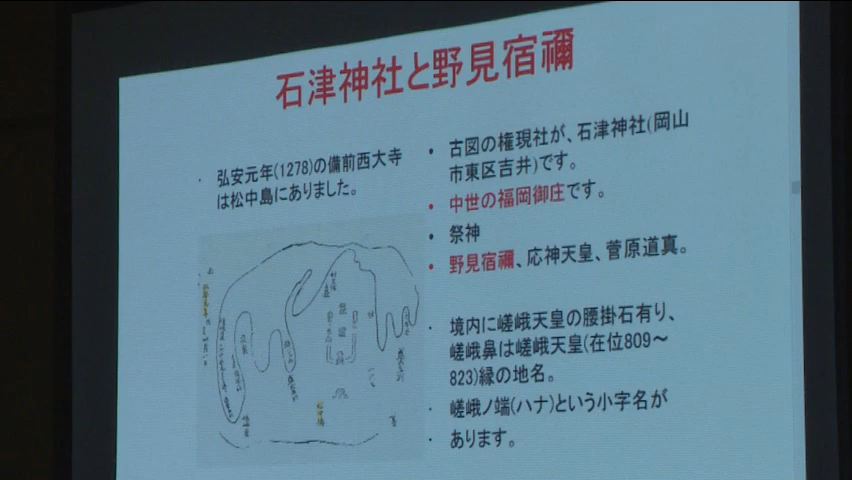 石津神社と野見宿禰
・ 弘安元年(1278)の備前西大寺
は松中島にありました。
・ 古図の権現社が、石津神社(岡山
市東区吉井)です。
・ 中世の福岡御庄です。
・ 祭神
・ 野見宿禰、応神天皇、菅原道真。
・ 境内に嵯峨天皇の腰掛石有り、
嵯峨鼻は嵯峨天皇(在位809～
823)縁の地名。
・ 嵯峨ノ端(ハナ)という小字名が
・ あります。